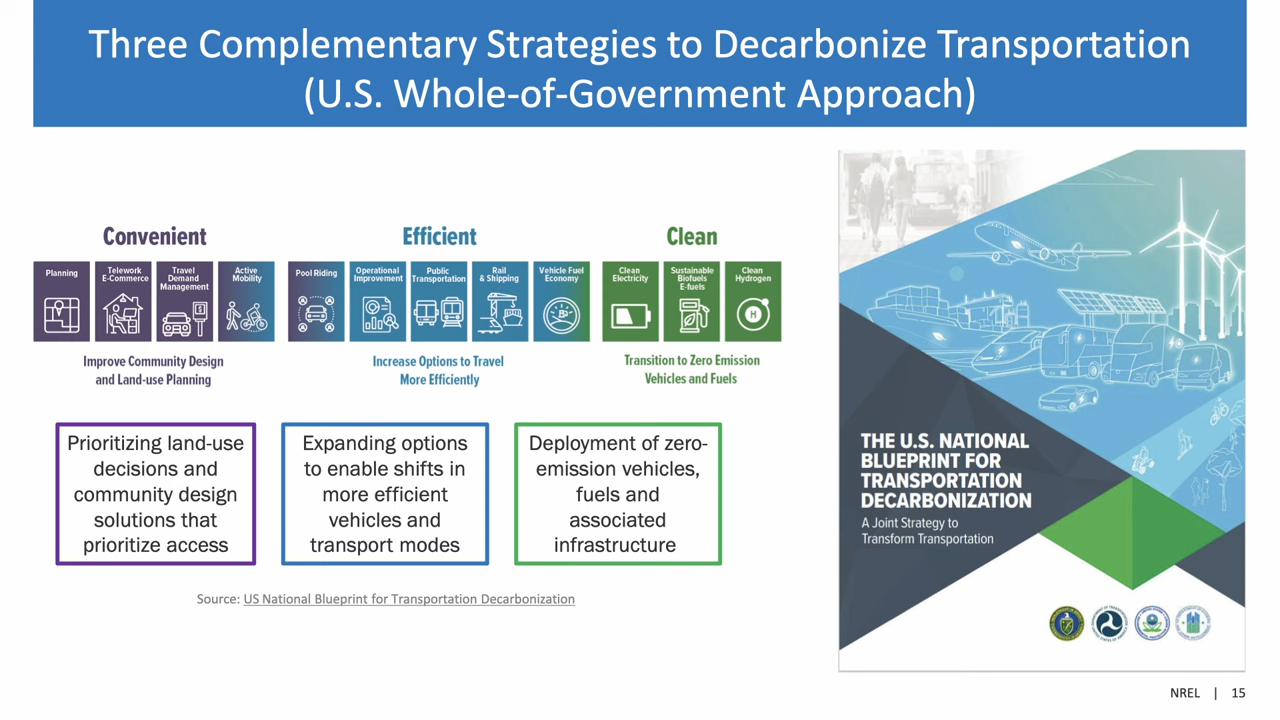 Three Complementary Strategies to Decarbonize Transportation
(U.S. Whole-of-Government Approach)
Convenient
Planning
Telework
E-Commerce
Travel
Demand
Management
Active
Mobility
Improve Community Design
and Land-use Planning
Efficient
Pool Riding
Operational
Improvement
Public
Transportation
Rail
& Shipping
Vehicle Fuel
Economy
Increase Options to Travel
More Efficiently
Clean
Clean
Electricity
Sustainable
Biofuels
E-fuels
Clean
Hydrogen
H
Transition to Zero Emission
Vehicles and Fuels
Prioritizing land-use
decisions and
community design
solutions that
prioritize access
Expanding options
to enable shifts in
more efficient
vehicles and
transport modes
Deployment of zero-
emission vehicles,
fuels and
associated
infrastructure
Source: US National Blueprint for Transportation Decarbonization
THE U.S. NATIONAL
BLUEPRINT FOR
TRANSPORTATION
DECARBONIZATION
A Joint Strategy to
Transform Transportation
NREL | 15